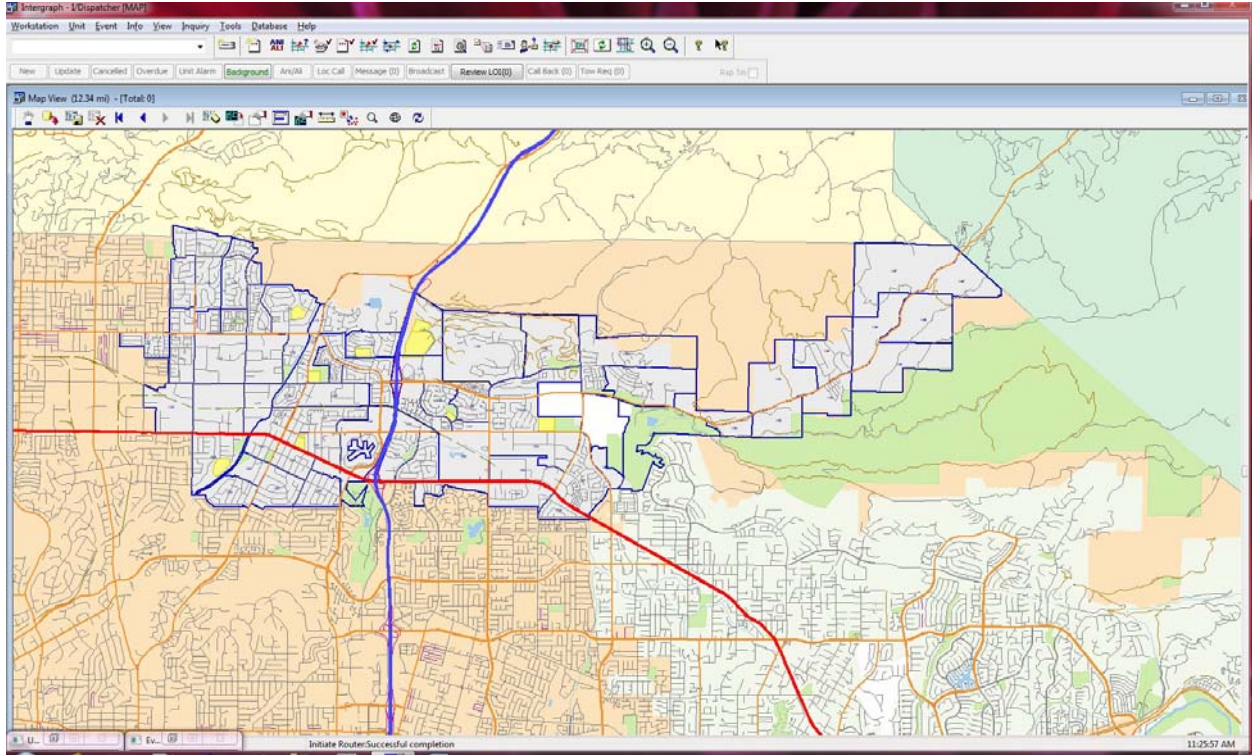 Intergraph - I/Dispatcher [MAP]
Workstation Unit Event Info View Inquiry Tools Database Help
New Update Cancelled Overdue Unit Alarm Background Ani/Ali Loc Call Message (0) Broadcast Review LOI(0) Call Back (0) Tow Req (0)
Map View (12.34 mi) - [Total: 0]
U...
Ev...
Initiate Router:Successful completion
11:25:57 AM